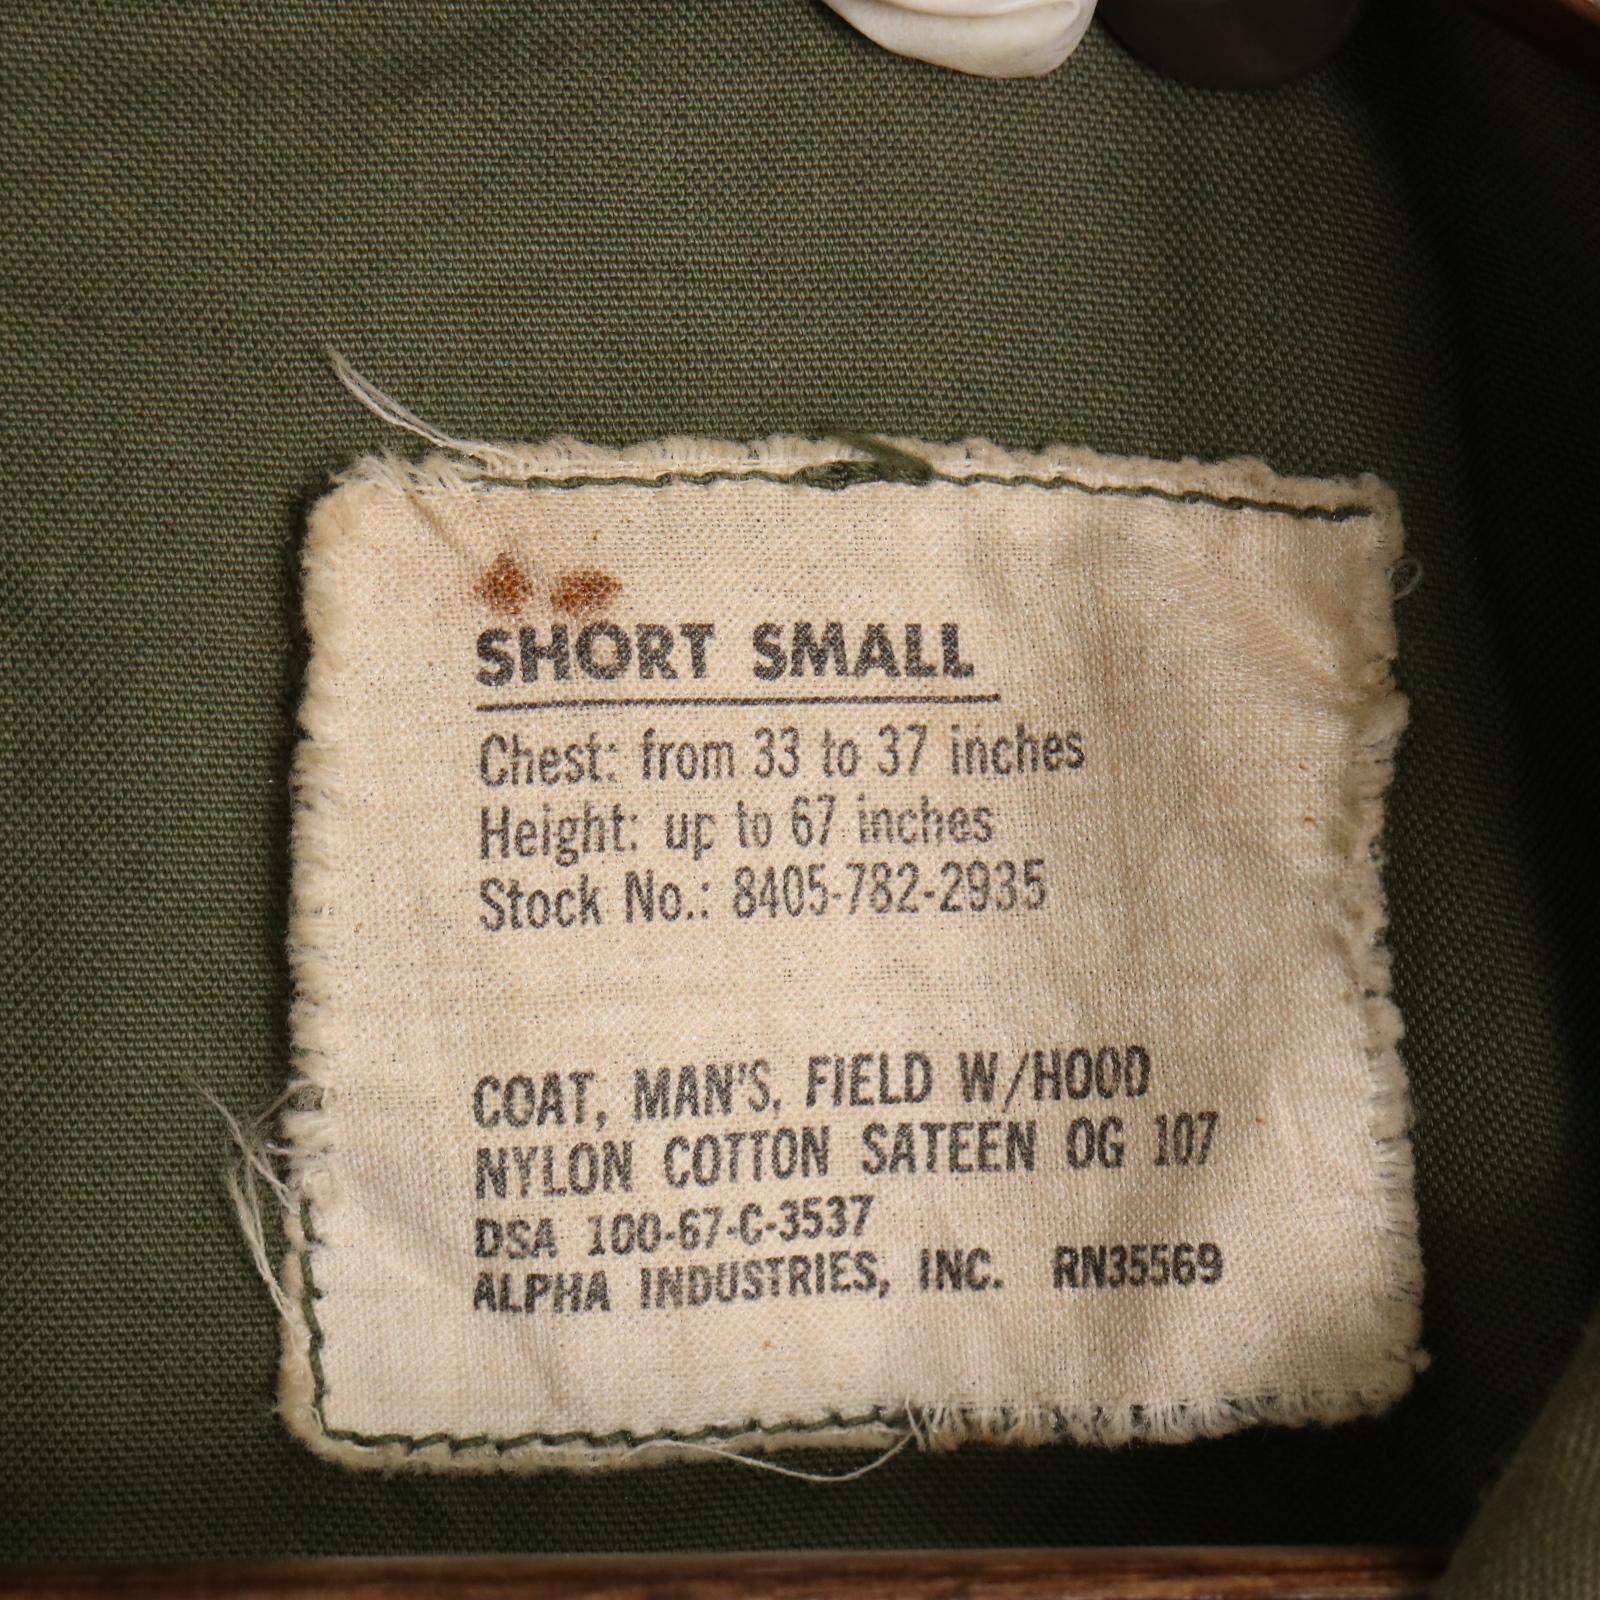 SHORT SMALL
Chest: from 33 to 37 inches
Height: up to 67 inches
Stock No.: 8405-782-2935
COAT, MAN'S, FIELD W/HOOD
NYLON COTTON SATEEN OG 107
DSA 100-67-C-3537
ALPHA INDUSTRIES, INC. RN35569